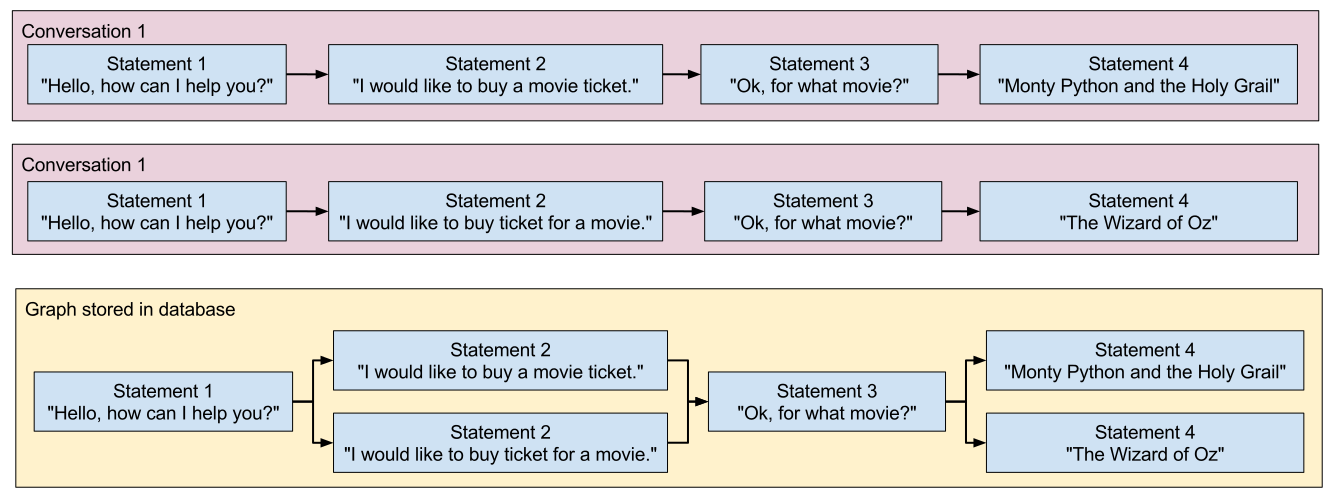 Conversation 1
Statement 1
"Hello, how can I help you?"
Statement 2
"I would like to buy a movie ticket."
Statement 3
"Ok, for what movie?"
Statement 4
"Monty Python and the Holy Grail"
Conversation 1
Statement 1
"Hello, how can I help you?"
Statement 2
"I would like to buy ticket for a movie."
Statement 3
"Ok, for what movie?"
Statement 4
"The Wizard of Oz"
Graph stored in database
Statement 1
"Hello, how can I help you?"
Statement 2
"I would like to buy a movie ticket."
Statement 2
"I would like to buy ticket for a movie."
Statement 3
"Ok, for what movie?"
Statement 4
"Monty Python and the Holy Grail"
Statement 4
"The Wizard of Oz"